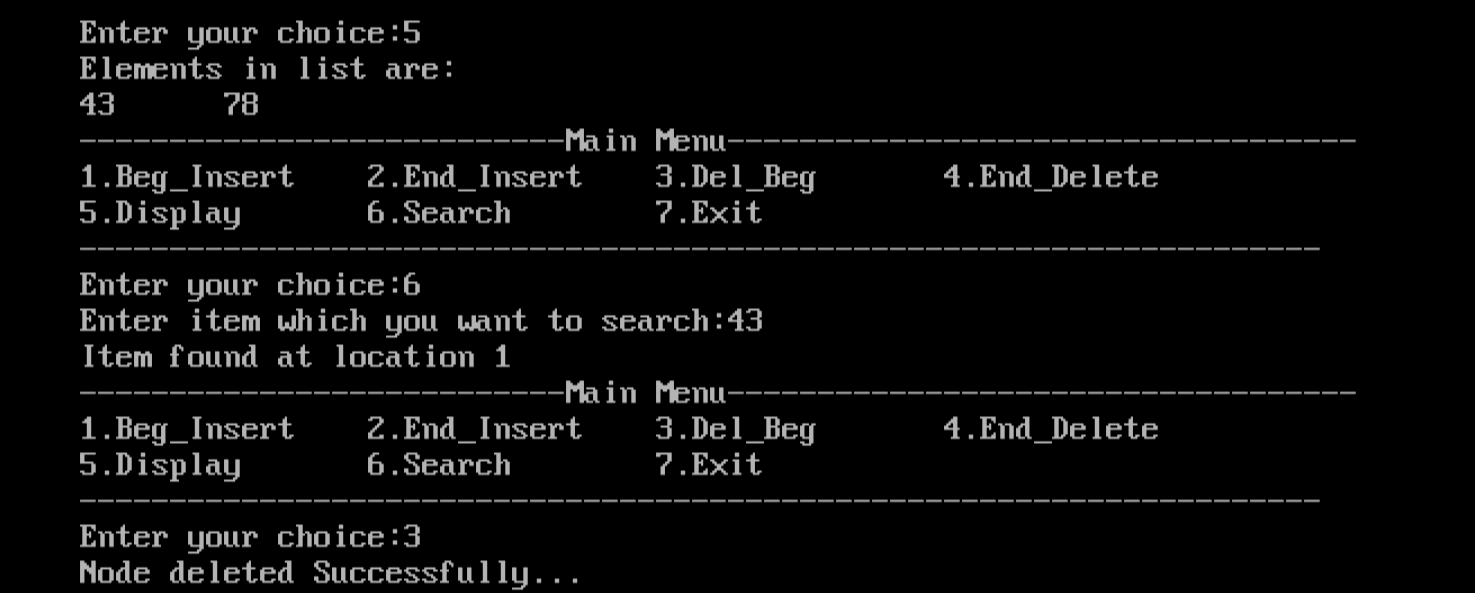 Enter your choice:5
Elements in list are:
43      78
---------------------------Main Menu-----------------------------------
1.Beg_Insert    2.End_Insert    3.Del_Beg       4.End_Delete
5.Display       6.Search        7.Exit
---------------------------------------------------------------------
Enter your choice:6
Enter item which you want to search:43
Item found at location 1
---------------------------Main Menu-----------------------------------
1.Beg_Insert    2.End_Insert    3.Del_Beg       4.End_Delete
5.Display       6.Search        7.Exit
---------------------------------------------------------------------
Enter your choice:3
Node deleted Successfully...